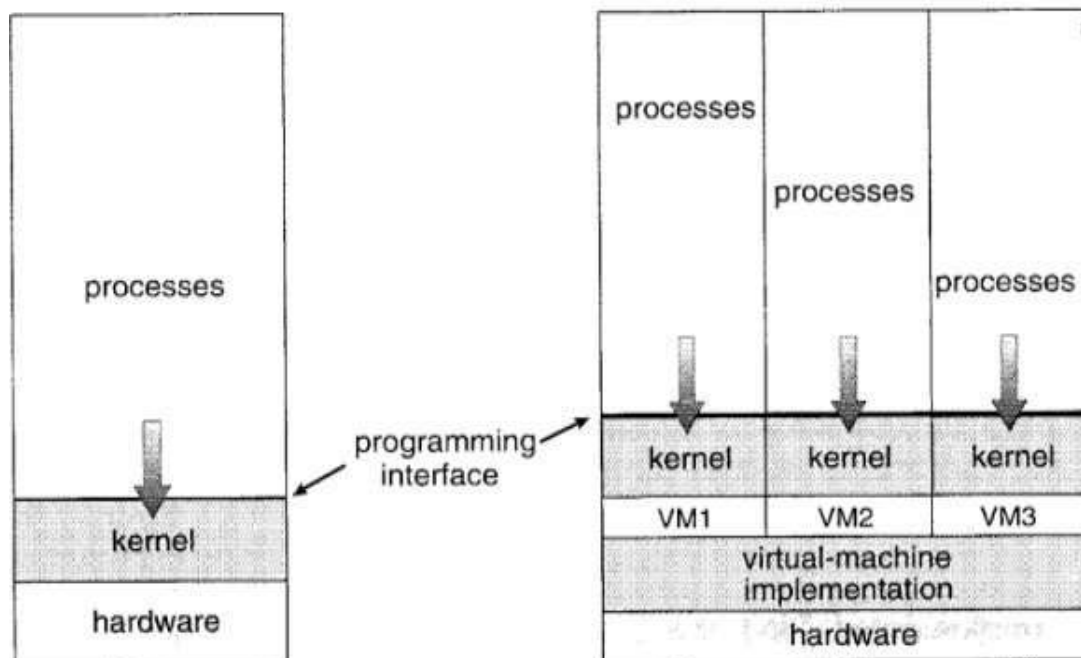 processes
kernel
hardware
programming
interface
processes
processes
processes
kernel
kernel
kernel
VM1
VM2
VM3
virtual-machine
implementation
hardware